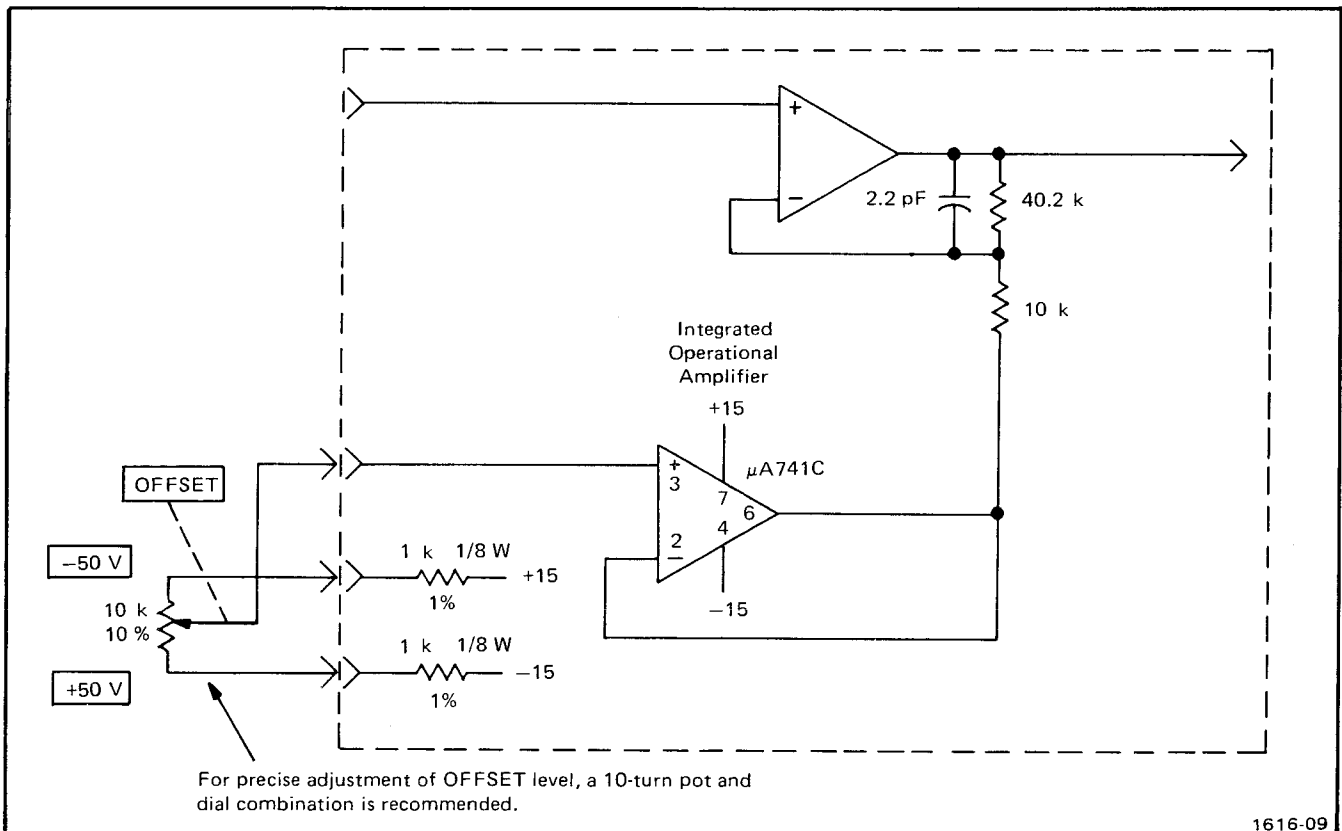 +
−
2.2 pF
40.2 k
10 k
Integrated
Operational
Amplifier
+15
μA741C
+
3
7
6
2
4
−
−15
OFFSET
−50 V
10 k
10 %
+50 V
1 k 1/8 W
+15
1%
1 k 1/8 W
−15
1%
For precise adjustment of OFFSET level, a 10-turn pot and
dial combination is recommended.
1616-09